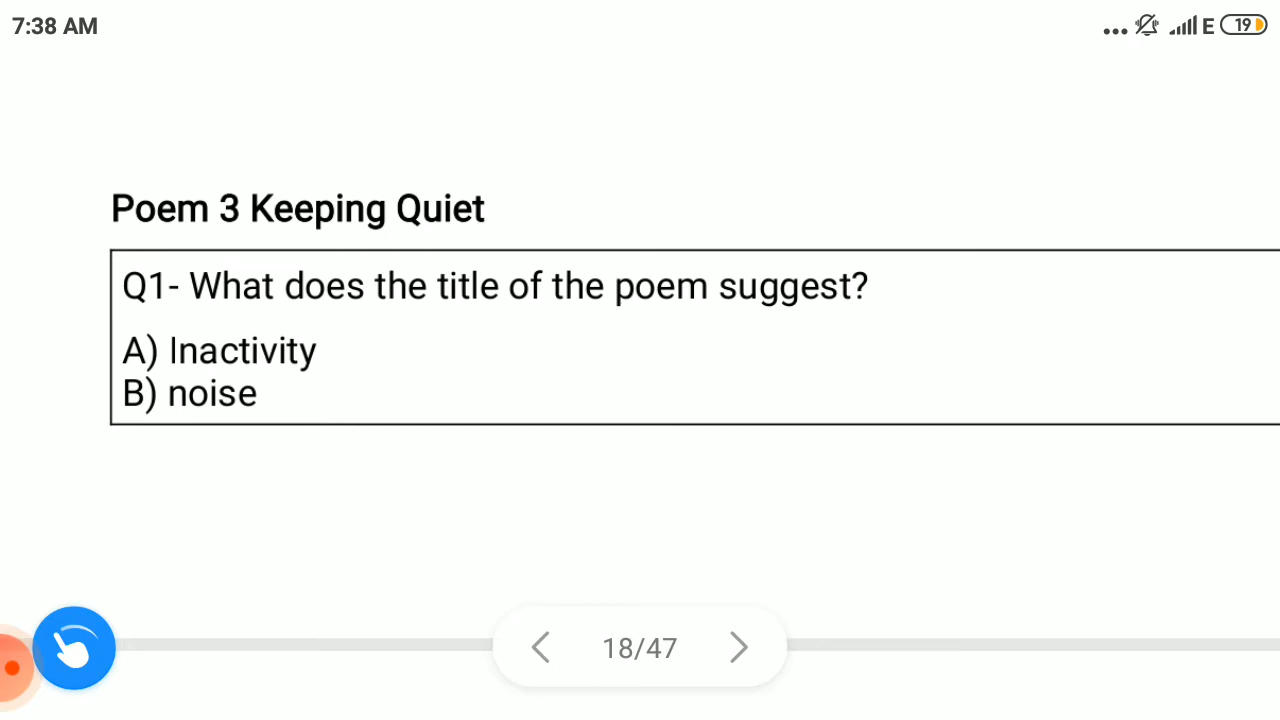 7:38 AM
... E 19
Poem 3 Keeping Quiet
Q1- What does the title of the poem suggest?
A) Inactivity
B) noise
18/47